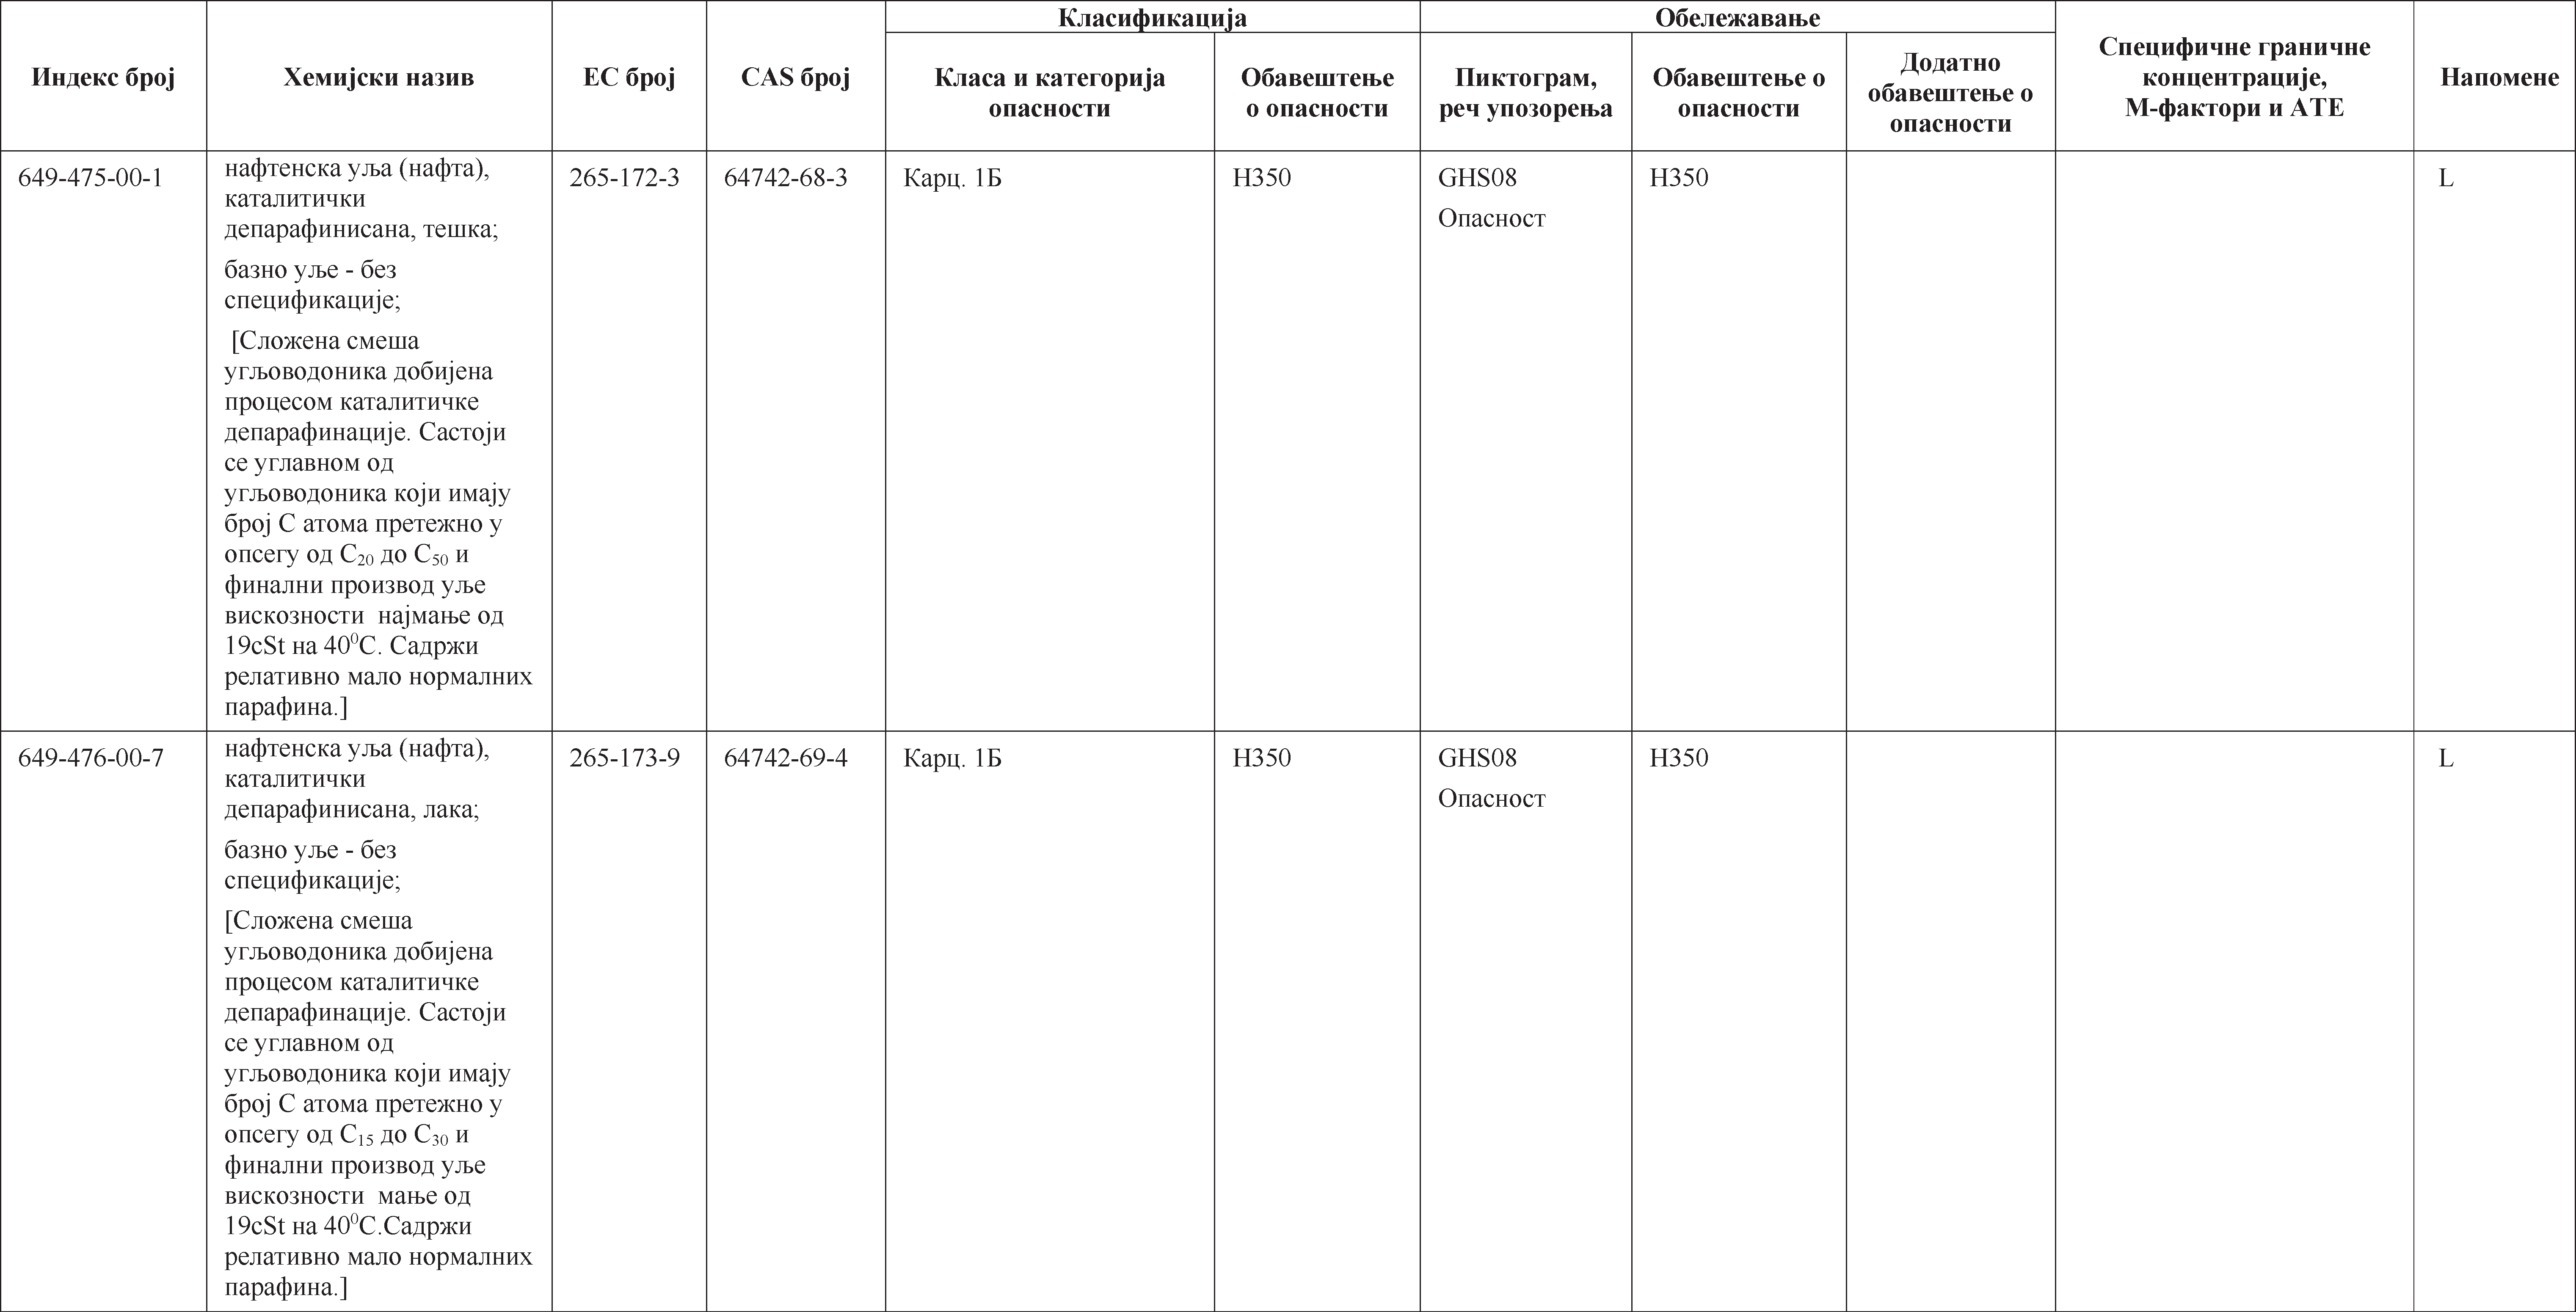 Класификација
Обележавање
Индекс број
Хемијски назив
ЕС број
CAS број
Класа и категорија
опасности
Обавештење
о опасности
Пиктограм,
реч упозорења
Обавештење о
опасности
Додатно
обавештење о
опасности
Специфичне граничне
концентрације,
М-фактори и АТЕ
Напомене
649-475-00-1
нафтенска уља (нафта),
каталитички
депарафинисана, тешка;
базно уље - без
спецификације;
[Сложена смеша
угљоводоника добијена
процесом каталитичке
депарафинације. Састоји
се углавном од
угљоводоника који имају
број C атома претежно у
опсегу од C₂₀ до C₅₀ и
финални производ уље
вискозности  најмање од
19cSt на 40⁰C. Садржи
релативно мало нормалних
парафина.]
265-172-3
64742-68-3
Карц. 1Б
H350
GHS08
Опасност
H350
L
649-476-00-7
нафтенска уља (нафта),
каталитички
депарафинисана, лака;
базно уље - без
спецификације;
[Сложена смеша
угљоводоника добијена
процесом каталитичке
депарафинације. Састоји
се углавном од
угљоводоника који имају
број C атома претежно у
опсегу од C₁₅ до C₃₀ и
финални производ уље
вискозности  мање од
19cSt на 40⁰C.Садржи
релативно мало нормалних
парафина.]
265-173-9
64742-69-4
Карц. 1Б
H350
GHS08
Опасност
H350
L